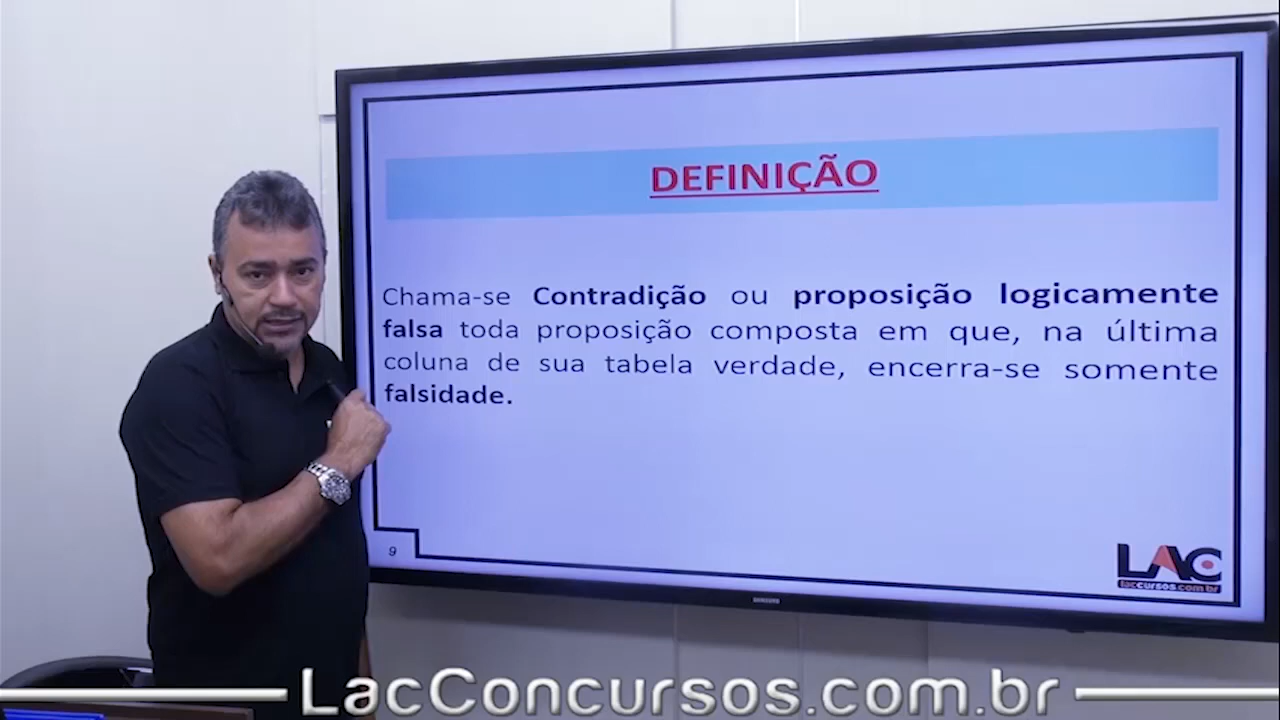 DEFINIÇÃO
Chama-se Contradição ou proposição logicamente
falsa toda proposição composta em que, na última
coluna de sua tabela verdade, encerra-se somente
falsidade.
9
LAC
laccursos.com.br
SAMSUNG
LacConcursos.com.br